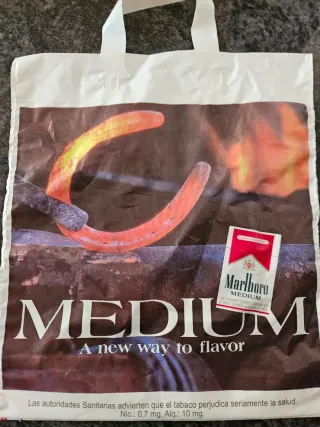 Marlboro
MEDIUM
MEDIUM
A new way to flavor
Las autoridades Sanitarias advierten que el tabaco perjudica seriamente la salud.
Nic.: 0,7 mg. Alq.: 10 mg.